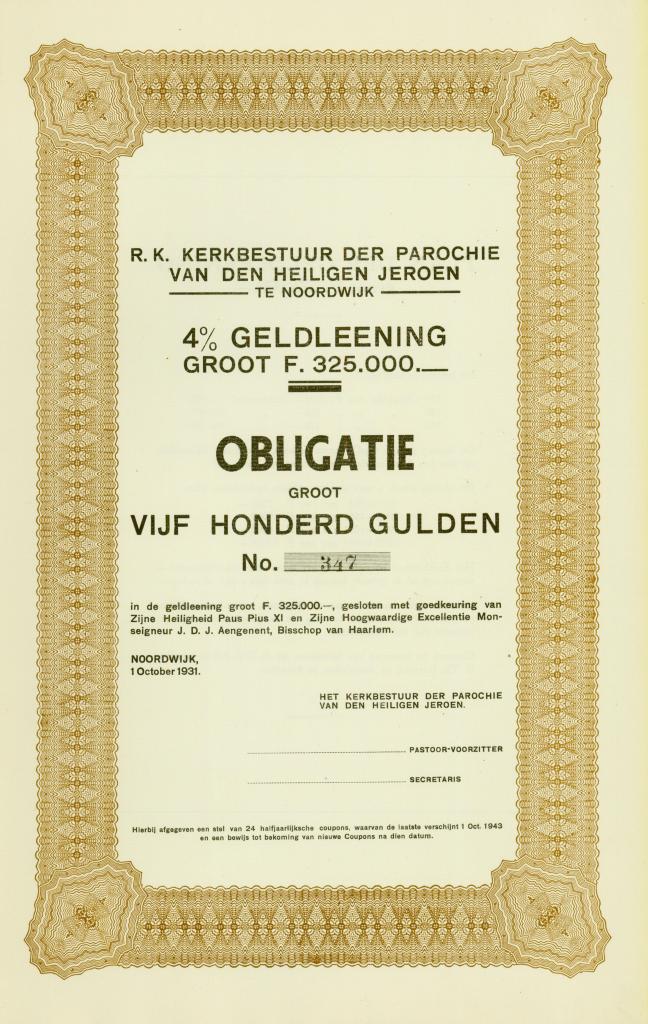 R. K. KERKBESTUUR DER PAROCHIE
VAN DEN HEILIGEN JEROEN
TE NOORDWIJK
4% GELDLEENING
GROOT F. 325.000.—
OBLIGATIE
GROOT
VIJF HONDERD GULDEN
No. 347
in de geldleening groot F. 325.000.—, gesloten met goedkeuring van
Zijne Heiligheid Paus Pius XI en Zijne Hoogwaardige Excellentie Mon-
seigneur J. D. J. Aengenent, Bisschop van Haarlem.
NOORDWIJK,
1 October 1931.
HET KERKBESTUUR DER PAROCHIE
VAN DEN HEILIGEN JEROEN.
PASTOOR-VOORZITTER
SECRETARIS
Hierbij afgegeven een stel van 24 halfjaarlijksche coupons, waarvan de laatste verschijnt 1 Oct. 1943
en een bewijs tot bekoming van nieuwe Coupons na dien datum.